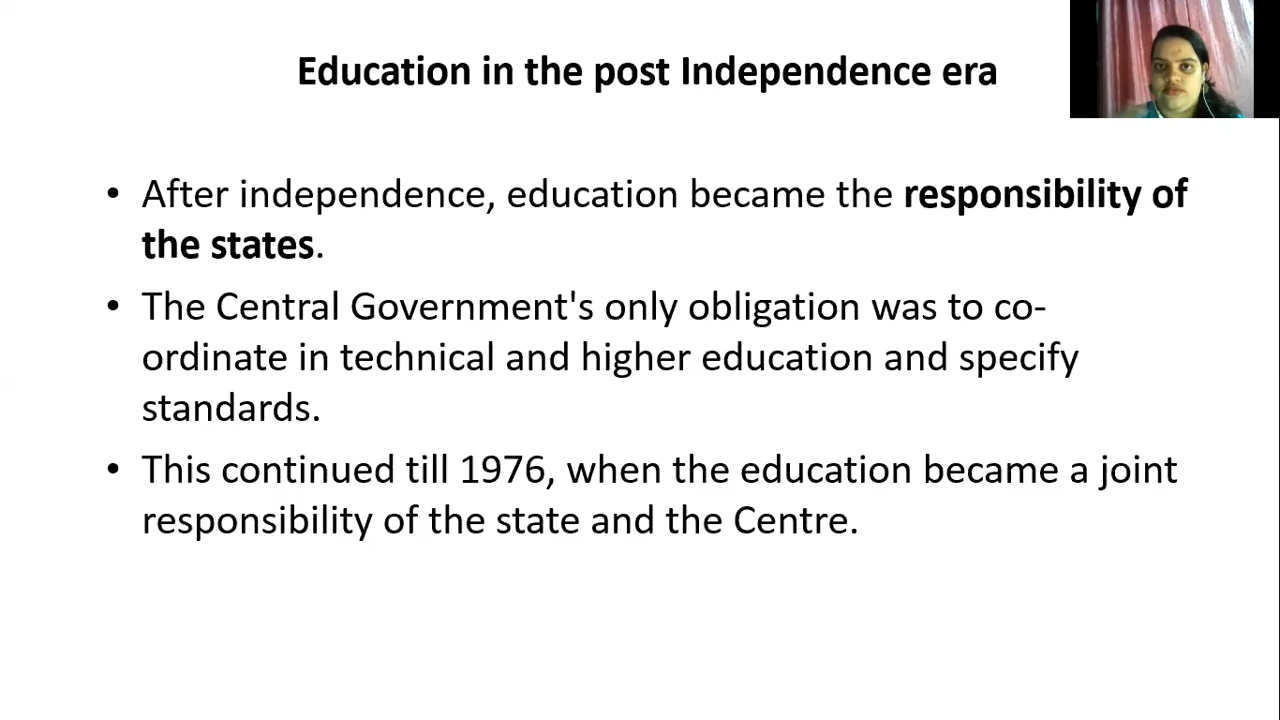 Education in the post Independence era
• After independence, education became the responsibility of
the states.
• The Central Government's only obligation was to co-
ordinate in technical and higher education and specify
standards.
• This continued till 1976, when the education became a joint
responsibility of the state and the Centre.